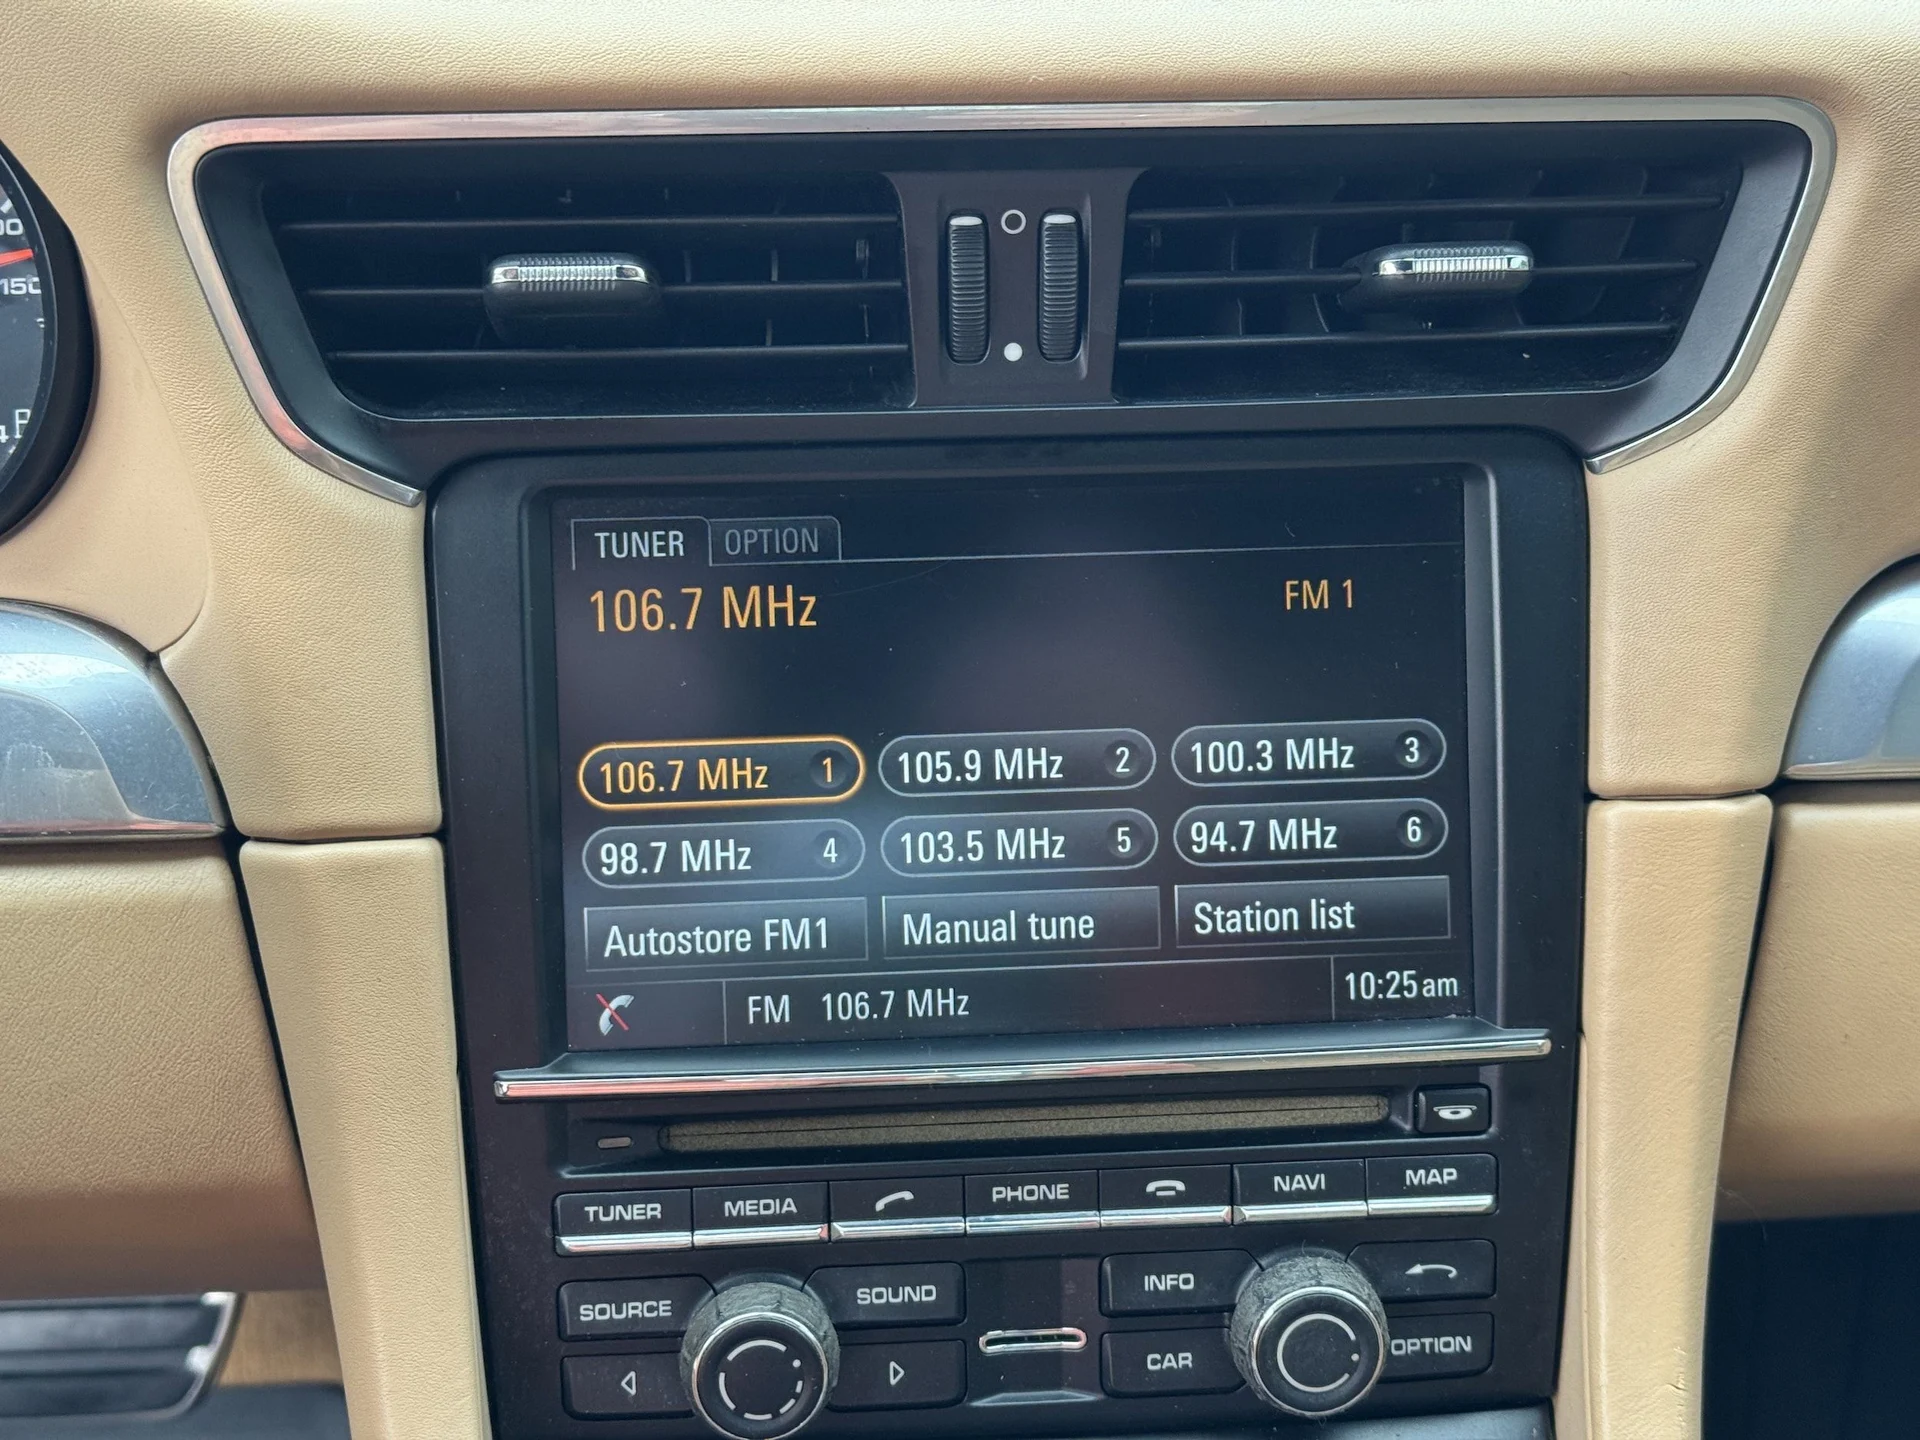 150
TUNER OPTION
106.7 MHz FM 1
106.7 MHz 1 105.9 MHz 2 100.3 MHz 3
98.7 MHz 4 103.5 MHz 5 94.7 MHz 6
Autostore FM1 Manual tune Station list
FM 106.7 MHz 10:25am
TUNER MEDIA PHONE NAVI MAP
SOURCE SOUND INFO
CAR OPTION